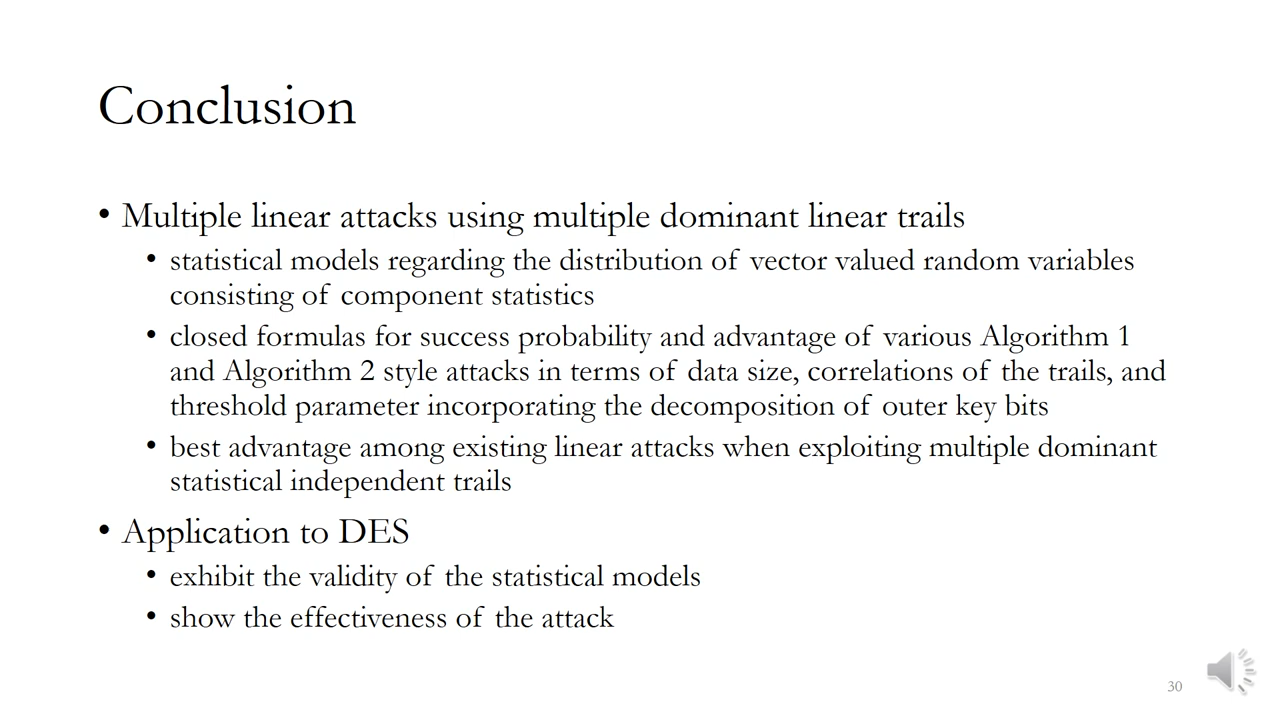 Conclusion
• Multiple linear attacks using multiple dominant linear trails
• statistical models regarding the distribution of vector valued random variables
consisting of component statistics
• closed formulas for success probability and advantage of various Algorithm 1
and Algorithm 2 style attacks in terms of data size, correlations of the trails, and
threshold parameter incorporating the decomposition of outer key bits
• best advantage among existing linear attacks when exploiting multiple dominant
statistical independent trails
• Application to DES
• exhibit the validity of the statistical models
• show the effectiveness of the attack
30